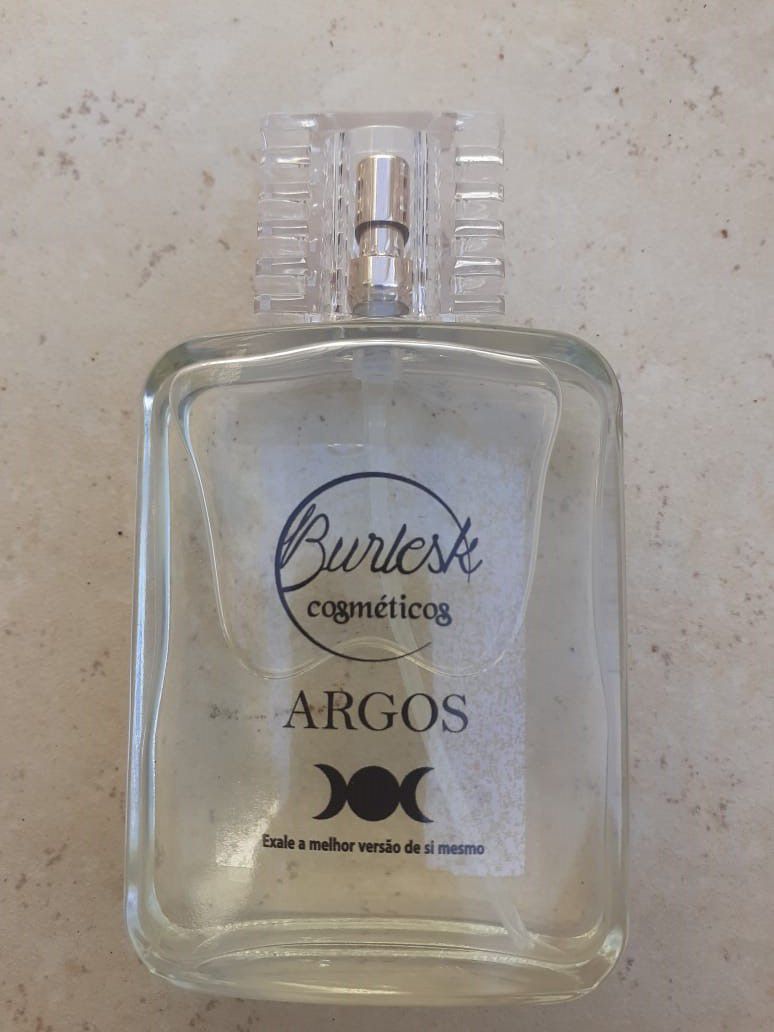 Burlesk
cosméticos
ARGOS
Exale a melhor versão de si mesmo